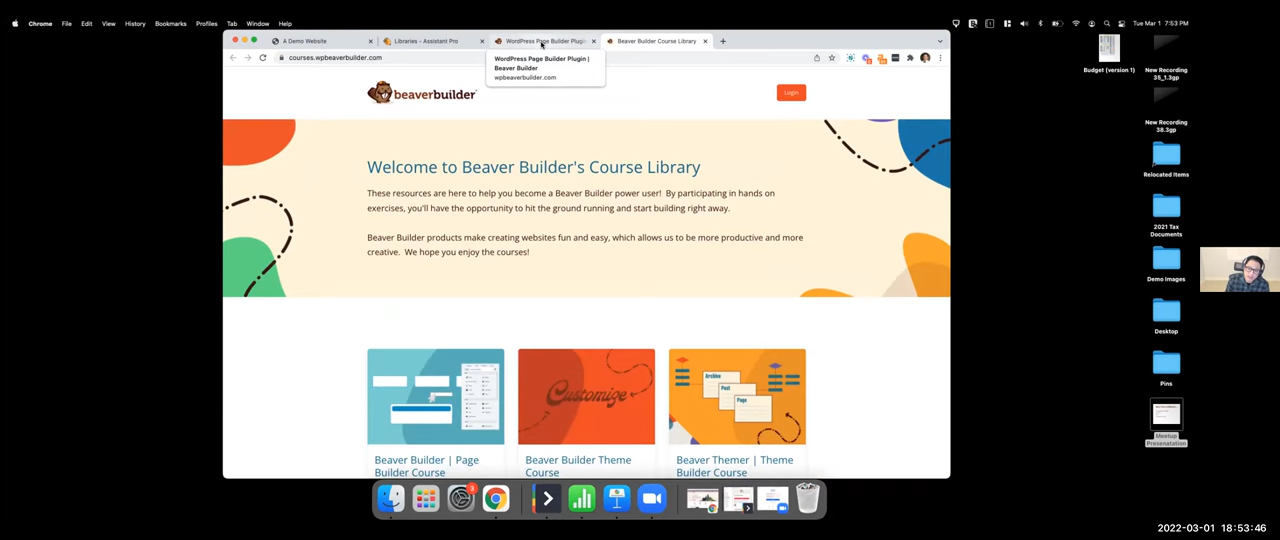 Chrome File Edit View History Bookmarks Profiles Tab Window Help
Tue Mar 1 7:53 PM
A Demo Website
Libraries - Assistant Pro
WordPress Page Builder Plugin
Beaver Builder Course Library
courses.wpbeaverbuilder.com
WordPress Page Builder Plugin |
Beaver Builder
wpbeaverbuilder.com
beaverbuilder
Login
Welcome to Beaver Builder's Course Library
These resources are here to help you become a Beaver Builder power user! By participating in hands on
exercises, you'll have the opportunity to hit the ground running and start building right away.
Beaver Builder products make creating websites fun and easy, which allows us to be more productive and more
creative. We hope you enjoy the courses!
Customize
Archive
Post
Page
Beaver Builder | Page
Builder Course
Beaver Builder Theme
Course
Beaver Themer | Theme
Builder Course
Budget (version 1)
New Recording
35_1.3gp
New Recording
38.3gp
Relocated Items
2021 Tax
Documents
Demo Images
Desktop
Pins
Meetup
Presenatation
3
2022-03-01 18:53:46